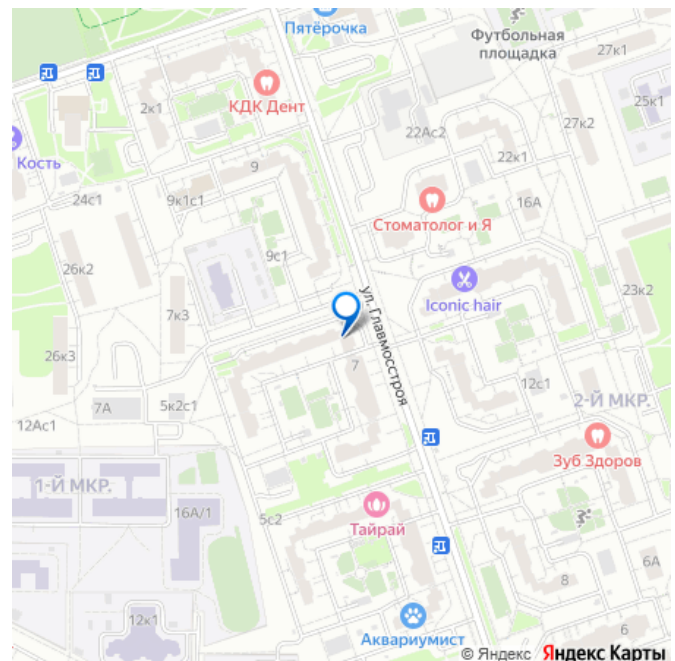 Пятёрочка
Футбольная
площадка
27к1
КДК Дент
2к1
25к1
27к2
22Ас2
Кость
22к1
9
24с1
9к1с1
16А
Стоматолог и Я
9с1
26к2
Iconic hair
23к2
7к3
ул. Главмосстроя
26к3
7
12с1
7А
5к2с1
2-Й МКР.
12Ас1
Зуб Здоров
1-Й МКР.
16А/1
5с2
Тайрай
6А
8
12к1
Аквариумист
6
© Яндекс Яндекс Карты